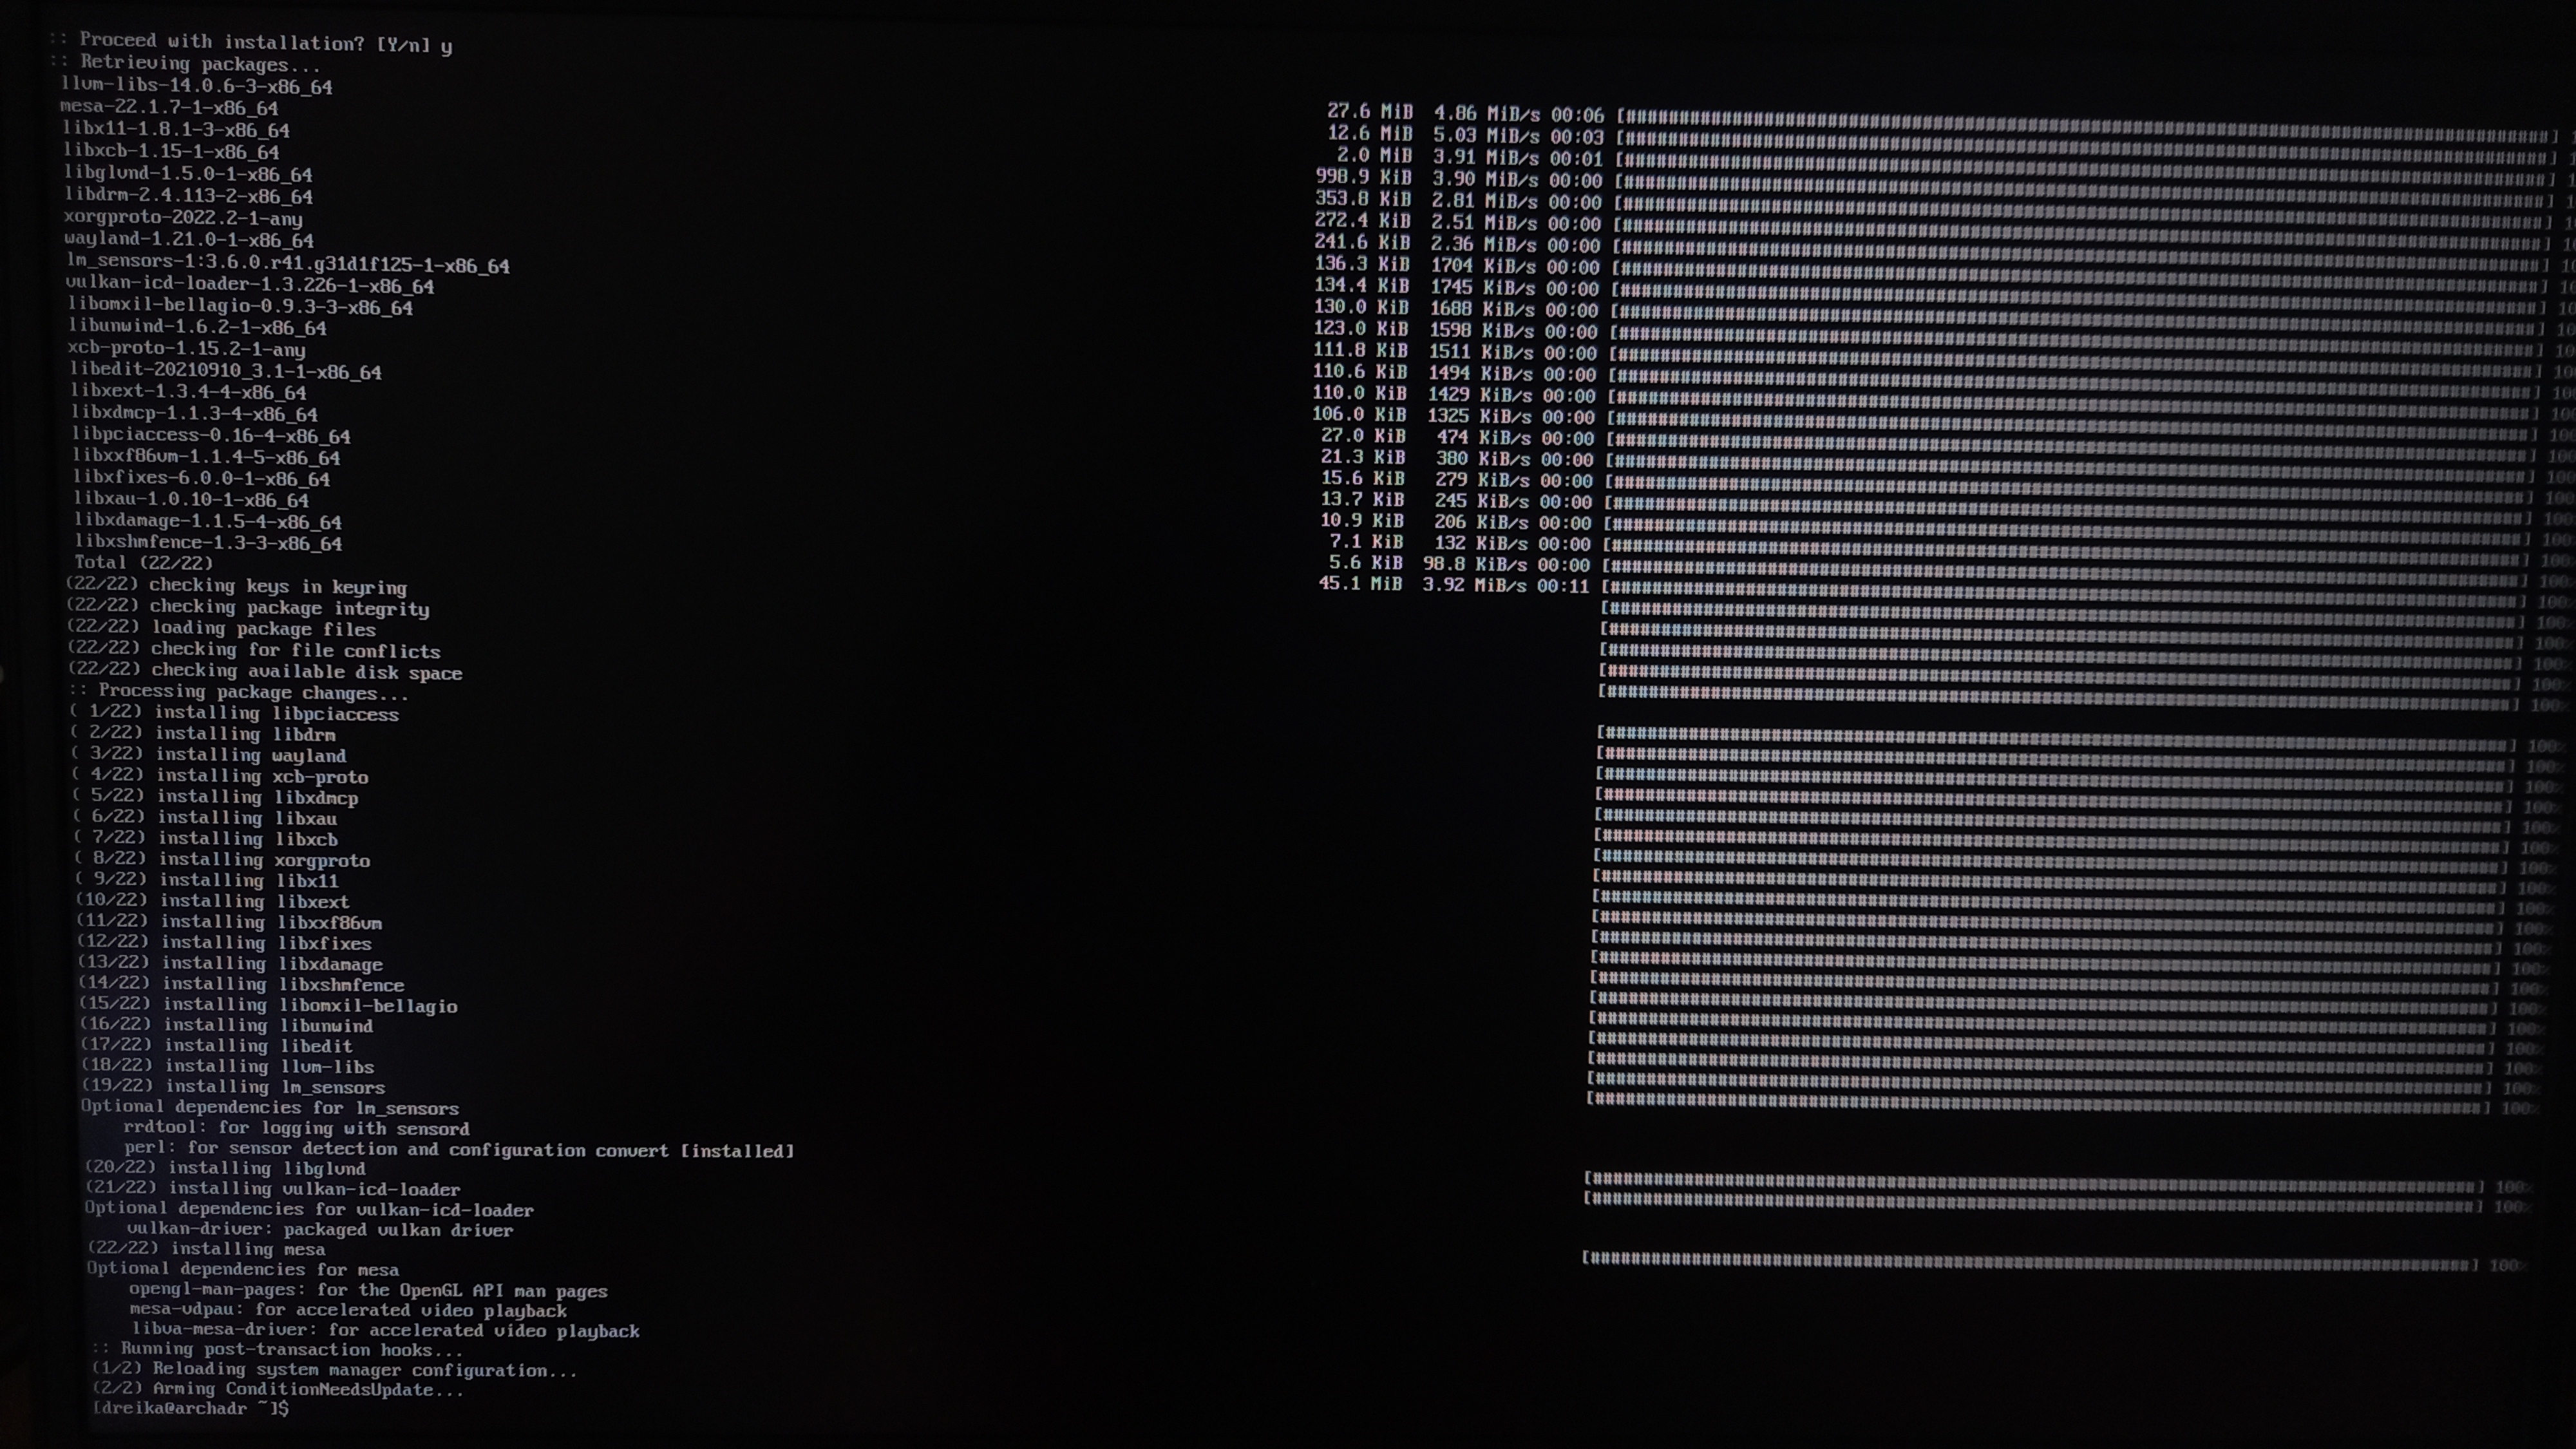 :: Proceed with installation? [Y/n] y
:: Retrieving packages...
llvm-libs-14.0.6-3-x86_64 27.6 MiB 4.86 MiB/s 00:06
mesa-22.1.7-1-x86_64 12.6 MiB 5.03 MiB/s 00:03
libx11-1.8.1-3-x86_64 2.0 MiB 3.91 MiB/s 00:01
libxcb-1.15-1-x86_64 998.9 KiB 3.90 MiB/s 00:00
libglvnd-1.5.0-1-x86_64 353.8 KiB 2.81 MiB/s 00:00
libdrm-2.4.113-2-x86_64 272.4 KiB 2.51 MiB/s 00:00
xorgproto-2022.2-1-any 241.6 KiB 2.36 MiB/s 00:00
wayland-1.21.0-1-x86_64 136.3 KiB 1704 KiB/s 00:00
lm_sensors-1:3.6.0.r41.g31d1f125-1-x86_64 134.4 KiB 1745 KiB/s 00:00
vulkan-icd-loader-1.3.226-1-x86_64 130.0 KiB 1688 KiB/s 00:00
libomxil-bellagio-0.9.3-3-x86_64 123.0 KiB 1598 KiB/s 00:00
libunwind-1.6.2-1-x86_64 111.8 KiB 1511 KiB/s 00:00
xcb-proto-1.15.2-1-any 110.6 KiB 1494 KiB/s 00:00
libedit-20210910_3.1-1-x86_64 110.0 KiB 1429 KiB/s 00:00
libxext-1.3.4-4-x86_64 106.0 KiB 1325 KiB/s 00:00
libxdmcp-1.1.3-4-x86_64 27.0 KiB 474 KiB/s 00:00
libpciaccess-0.16-4-x86_64 21.3 KiB 380 KiB/s 00:00
libxxf86vm-1.1.4-5-x86_64 15.6 KiB 279 KiB/s 00:00
libxfixes-6.0.0-1-x86_64 13.7 KiB 245 KiB/s 00:00
libxau-1.0.10-1-x86_64 10.9 KiB 206 KiB/s 00:00
libxdamage-1.1.5-4-x86_64 7.1 KiB 132 KiB/s 00:00
libxshmfence-1.3-3-x86_64 5.6 KiB 98.8 KiB/s 00:00
Total (22/22) 45.1 MiB 3.92 MiB/s 00:11
(22/22) checking keys in keyring 100%
(22/22) checking package integrity 100%
(22/22) loading package files 100%
(22/22) checking for file conflicts 100%
(22/22) checking available disk space 100%
:: Processing package changes...
( 1/22) installing libpciaccess 100%
( 2/22) installing libdrm 100%
( 3/22) installing wayland 100%
( 4/22) installing xcb-proto 100%
( 5/22) installing libxdmcp 100%
( 6/22) installing libxau 100%
( 7/22) installing libxcb 100%
( 8/22) installing xorgproto 100%
( 9/22) installing libx11 100%
(10/22) installing libxext 100%
(11/22) installing libxxf86vm 100%
(12/22) installing libxfixes 100%
(13/22) installing libxdamage 100%
(14/22) installing libxshmfence 100%
(15/22) installing libomxil-bellagio 100%
(16/22) installing libunwind 100%
(17/22) installing libedit 100%
(18/22) installing llvm-libs 100%
(19/22) installing lm_sensors 100%
Optional dependencies for lm_sensors
rrdtool: for logging with sensord
perl: for sensor detection and configuration convert [installed]
(20/22) installing libglvnd 100%
(21/22) installing vulkan-icd-loader 100%
Optional dependencies for vulkan-icd-loader
vulkan-driver: packaged vulkan driver
(22/22) installing mesa 100%
Optional dependencies for mesa
opengl-man-pages: for the OpenGL API man pages
mesa-vdpau: for accelerated video playback
libva-mesa-driver: for accelerated video playback
:: Running post-transaction hooks...
(1/2) Reloading system manager configuration...
(2/2) Arming ConditionNeedsUpdate...
[dreika@archadr ~]$